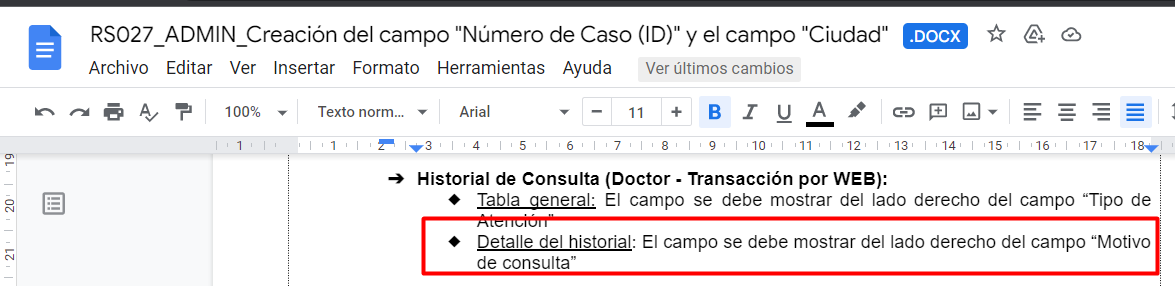 RS027_ADMIN_Creación del campo "Número de Caso (ID)" y el campo "Ciudad" .DOCX
Archivo Editar Ver Insertar Formato Herramientas Ayuda Ver últimos cambios
100% Texto norm... Arial 11 B I U A
1 1 2 3 4 5 6 7 8 9 10 11 12 13 14 15 16 17 18
19
20
21
➔ Historial de Consulta (Doctor - Transacción por WEB):
◆ Tabla general: El campo se debe mostrar del lado derecho del campo “Tipo de
Atención”
◆ Detalle del historial: El campo se debe mostrar del lado derecho del campo “Motivo
de consulta”